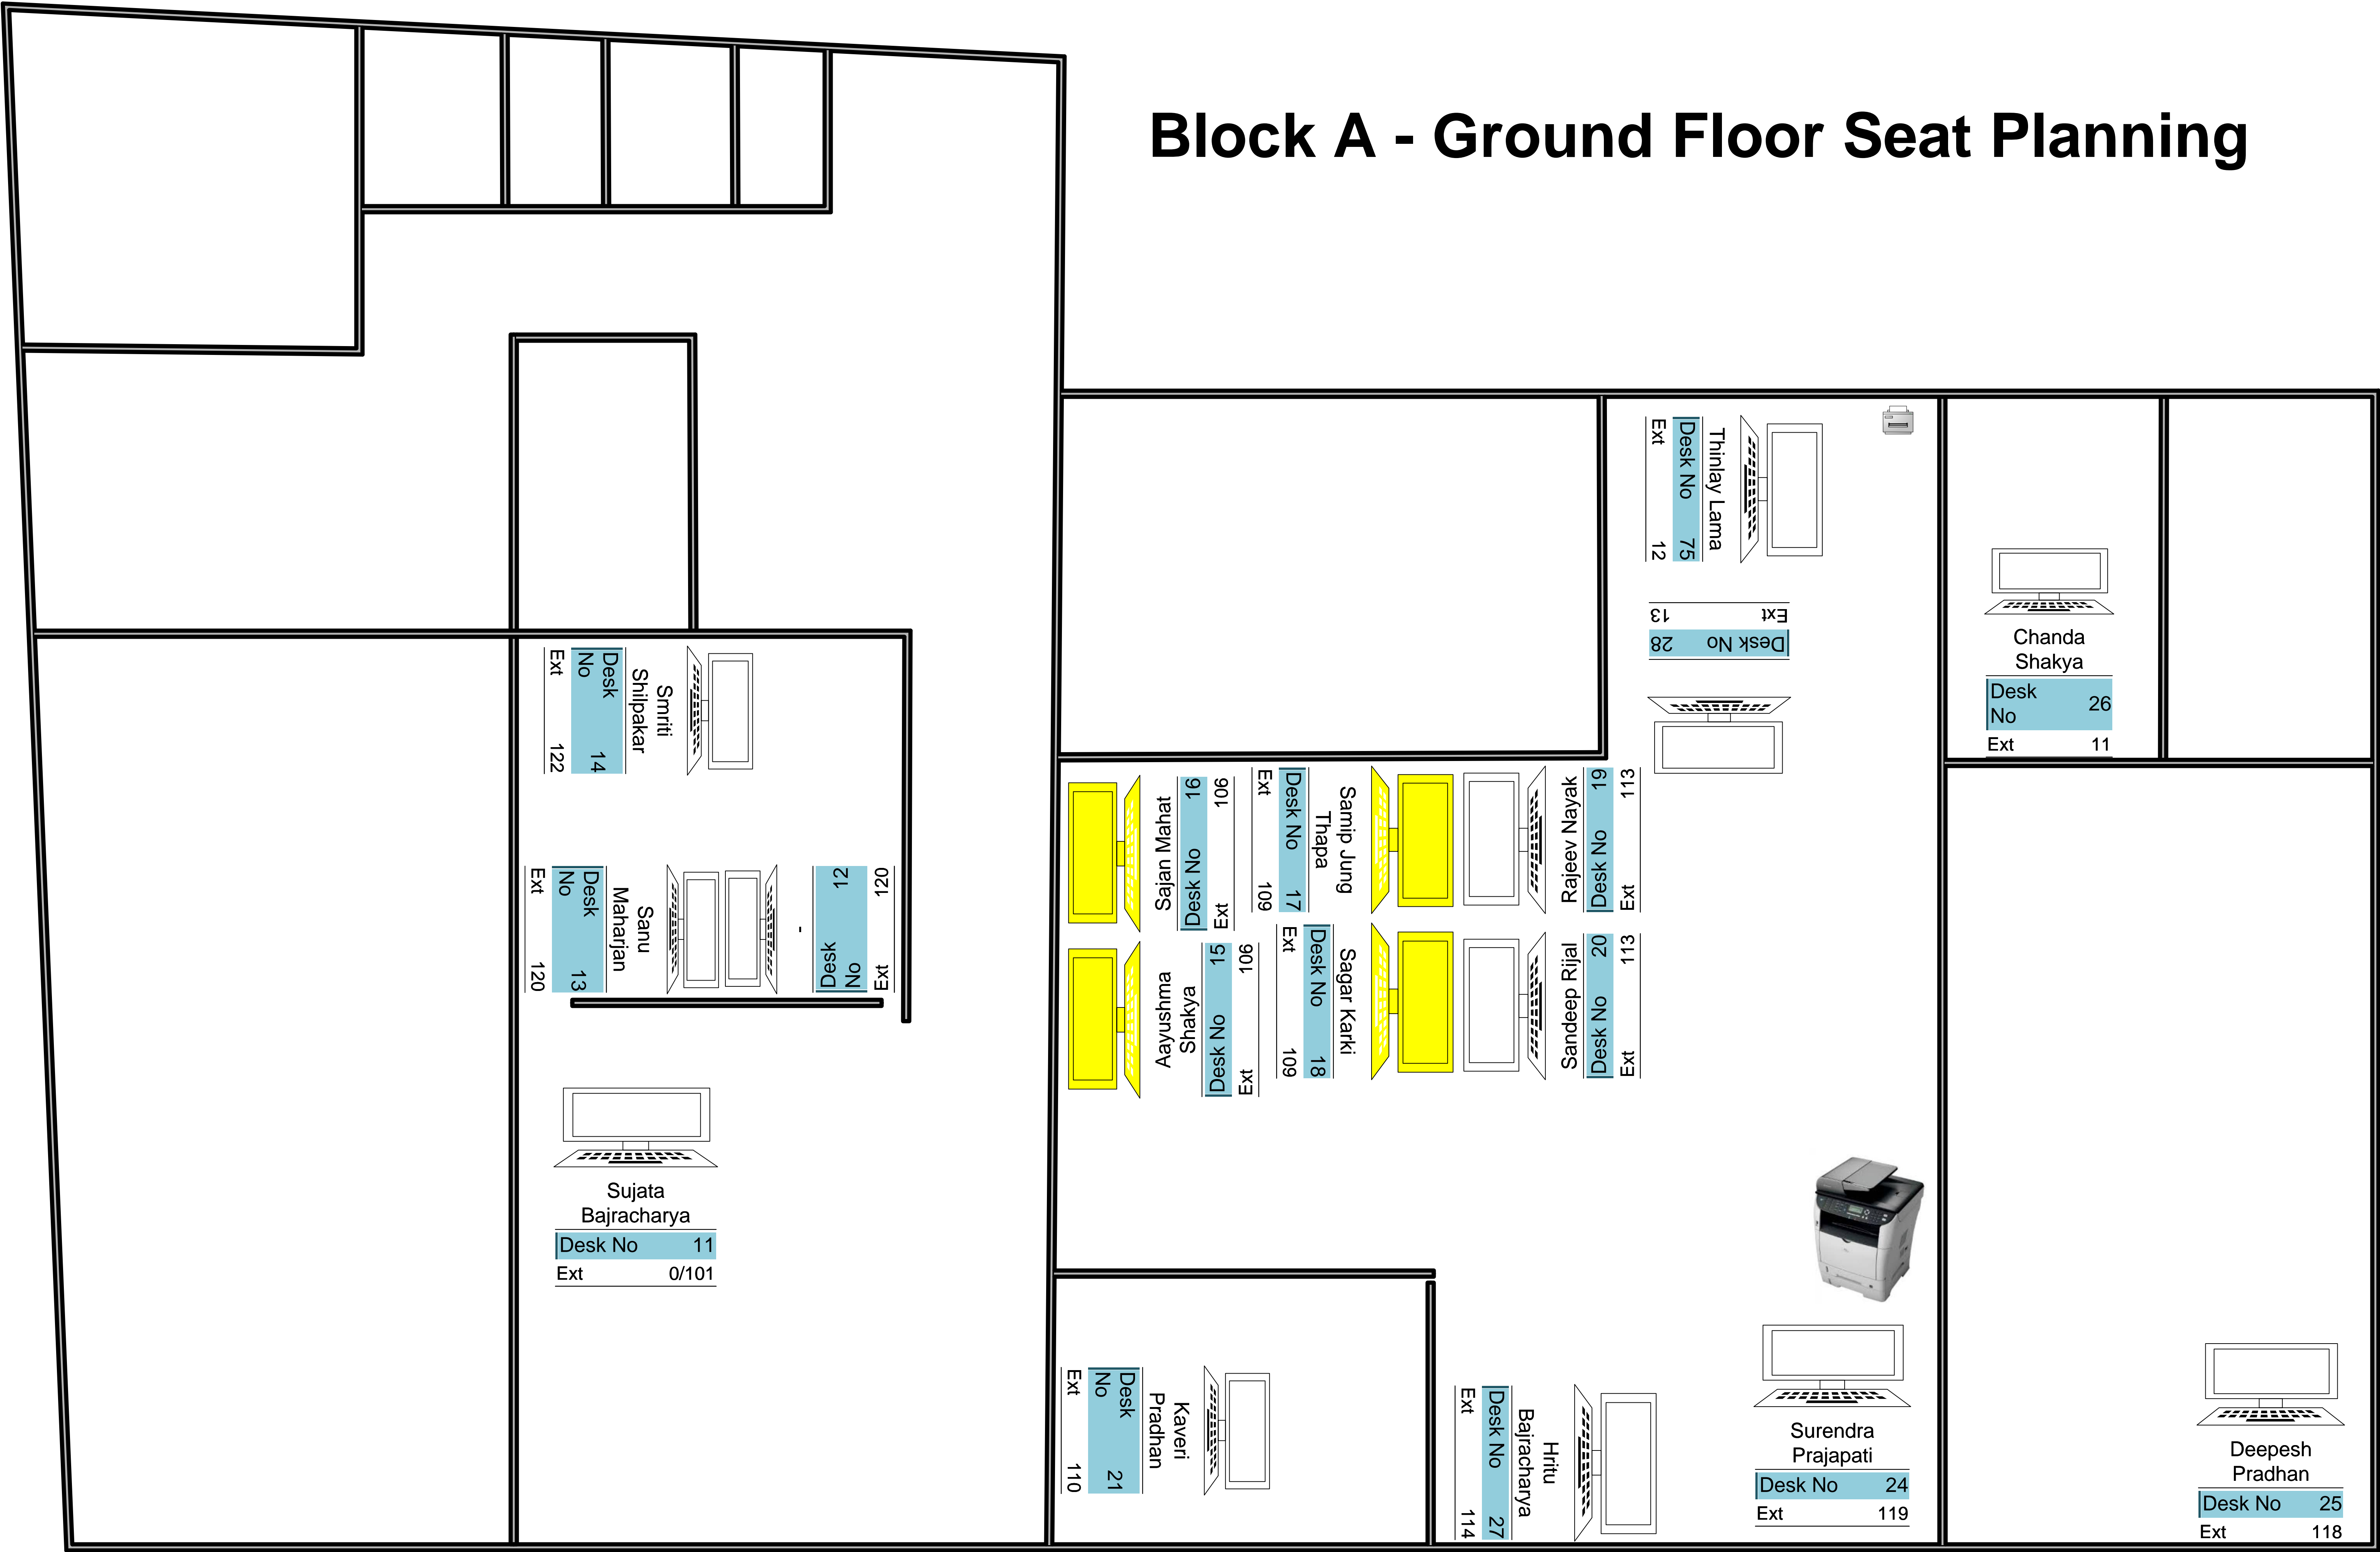 Block A - Ground Floor Seat Planning
Thinlay Lama
Desk No 75
Ext 12
Desk No 28
Ext 13
Chanda
Shakya
Desk
No 26
Ext 11
Smriti
Shilpakar
Desk
No 14
Ext 122
Sanu
Maharjan
Desk
No 13
Ext 120
-
Desk
No 12
Ext 120
Sajan Mahat
Desk No 16
Ext 106
Samip Jung
Thapa
Desk No 17
Ext 109
Rajeev Nayak
Desk No 19
Ext 113
Aayushma
Shakya
Desk No 15
Ext 106
Sagar Karki
Desk No 18
Ext 109
Sandeep Rijal
Desk No 20
Ext 113
Sujata
Bajracharya
Desk No 11
Ext 0/101
Kaveri
Pradhan
Desk
No 21
Ext 110
Hritu
Bajracharya
Desk No 27
Ext 114
Surendra
Prajapati
Desk No 24
Ext 119
Deepesh
Pradhan
Desk No 25
Ext 118